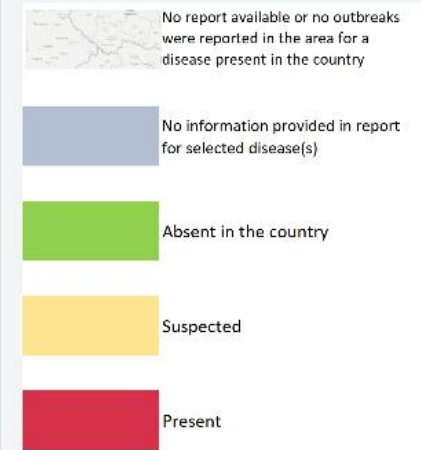 No report available or no outbreaks
were reported in the area for a
disease present in the country
No information provided in report
for selected disease(s)
Absent in the country
Suspected
Present